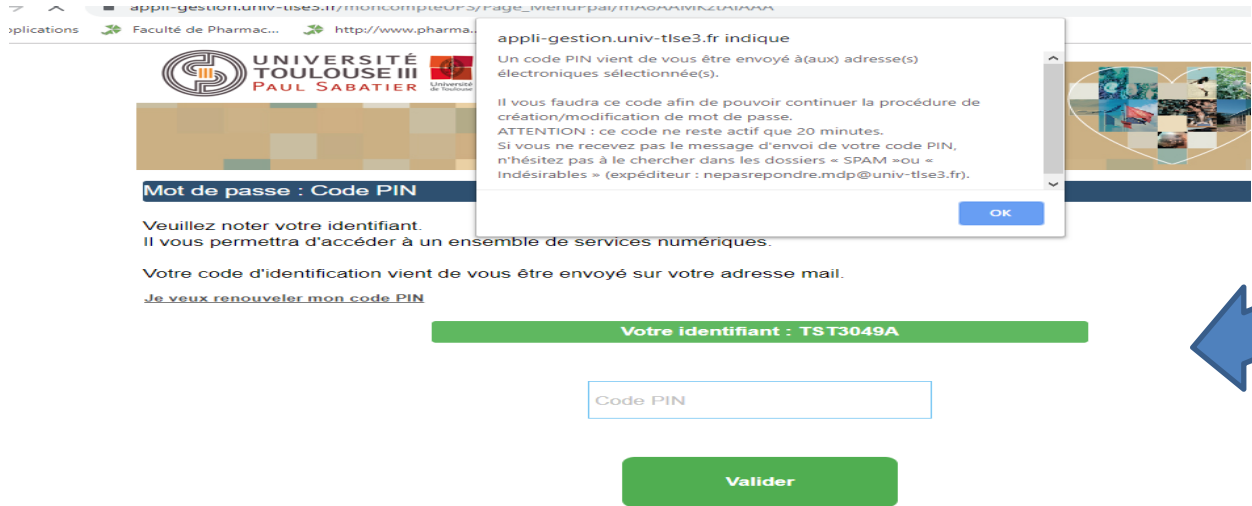 appli-gestion.univ-tlse3.fr/moncompteUPS/Page_MenuPpal/
Faculté de Pharmac...
http://www.pharma..
UNIVERSITÉ
TOULOUSE III
PAUL SABATIER
Université
de Toulouse
appli-gestion.univ-tlse3.fr indique
Un code PIN vient de vous être envoyé à(aux) adresse(s)
électroniques sélectionnée(s).
Il vous faudra ce code afin de pouvoir continuer la procédure de
création/modification de mot de passe.
ATTENTION : ce code ne reste actif que 20 minutes.
Si vous ne recevez pas le message d'envoi de votre code PIN,
n'hésitez pas à le chercher dans les dossiers « SPAM »ou «
Indésirables » (expéditeur : nepasrepondre.mdp@univ-tlse3.fr).
OK
Mot de passe : Code PIN
Veuillez noter votre identifiant.
Il vous permettra d'accéder à un ensemble de services numériques.
Votre code d'identification vient de vous être envoyé sur votre adresse mail.
Je veux renouveler mon code PIN
Votre identifiant : TST3049A
Code PIN
Valider